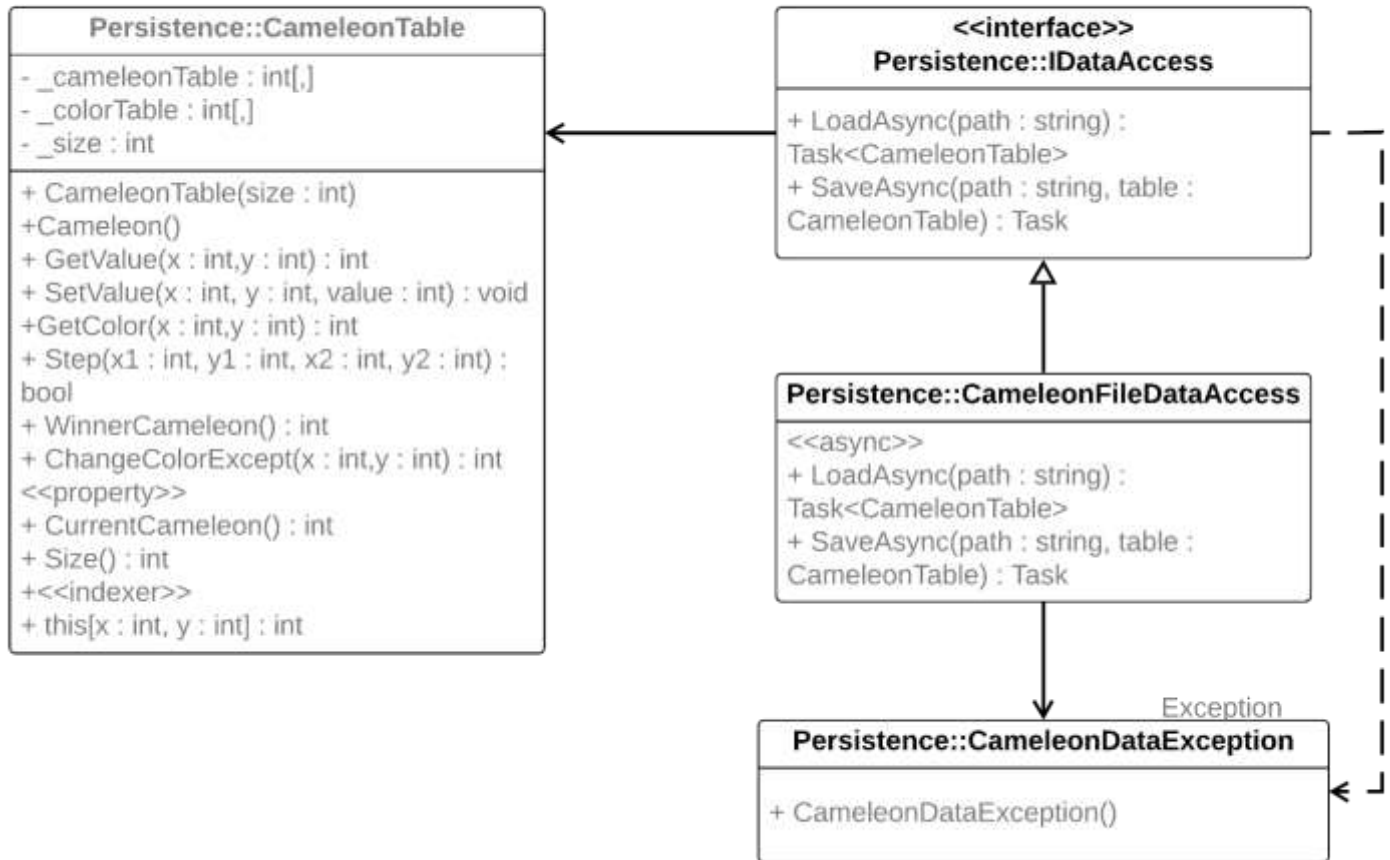 Persistence::CameleonTable
- _cameleonTable : int[,]
- _colorTable : int[,]
- _size : int
+ CameleonTable(size : int)
+Cameleon()
+ GetValue(x : int,y : int) : int
+ SetValue(x : int, y : int, value : int) : void
+GetColor(x : int,y : int) : int
+ Step(x1 : int, y1 : int, x2 : int, y2 : int) :
bool
+ WinnerCameleon() : int
+ ChangeColorExcept(x : int,y : int) : int
<<property>>
+ CurrentCameleon() : int
+ Size() : int
+<<indexer>>
+ this[x : int, y : int] : int
<<interface>>
Persistence::IDataAccess
+ LoadAsync(path : string) :
Task<CameleonTable>
+ SaveAsync(path : string, table :
CameleonTable) : Task
Persistence::CameleonFileDataAccess
<<async>>
+ LoadAsync(path : string) :
Task<CameleonTable>
+ SaveAsync(path : string, table :
CameleonTable) : Task
Exception
Persistence::CameleonDataException
+ CameleonDataException()